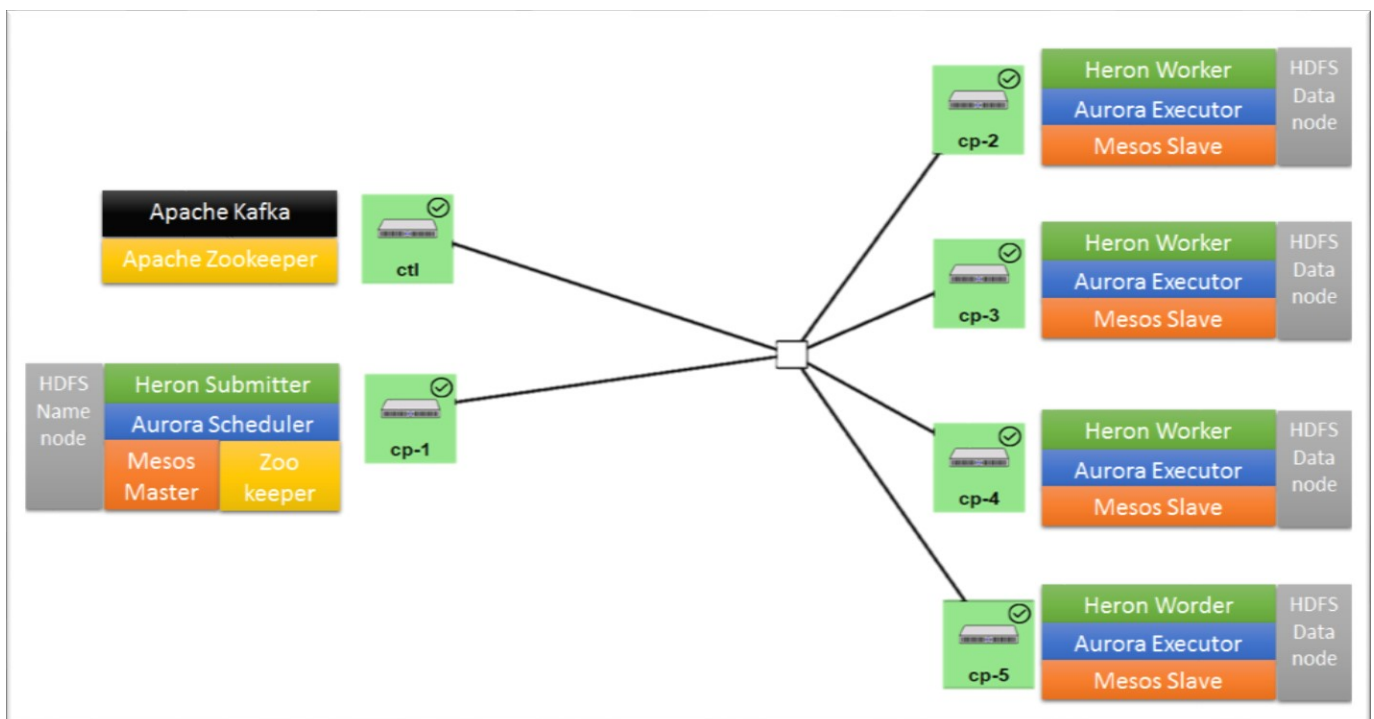 Apache Kafka
Apache Zookeeper
ctl
HDFS
Name
node
Heron Submitter
Aurora Scheduler
Mesos
Master
Zoo
keeper
cp-1
cp-2
Heron Worker
Aurora Executor
Mesos Slave
HDFS
Data
node
cp-3
Heron Worker
Aurora Executor
Mesos Slave
HDFS
Data
node
cp-4
Heron Worker
Aurora Executor
Mesos Slave
HDFS
Data
node
cp-5
Heron Worder
Aurora Executor
Mesos Slave
HDFS
Data
node